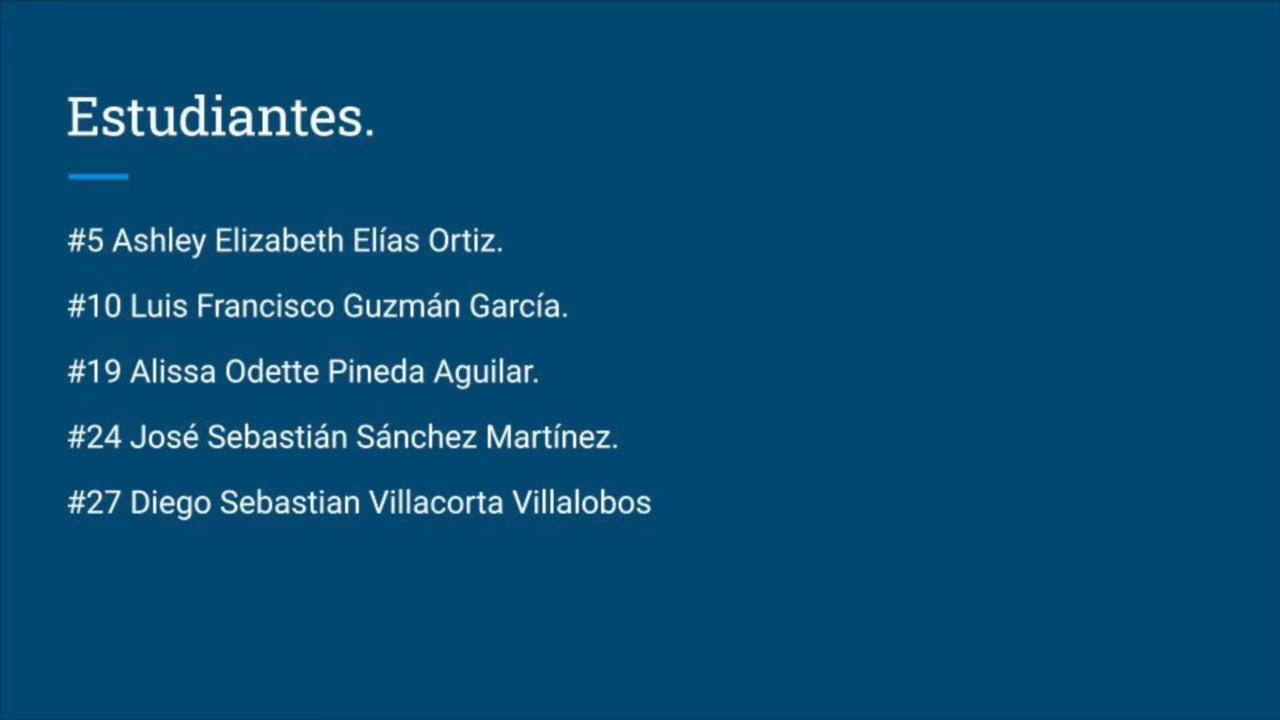 Estudiantes.
#5 Ashley Elizabeth Elías Ortiz.
#10 Luis Francisco Guzmán García.
#19 Alissa Odette Pineda Aguilar.
#24 José Sebastián Sánchez Martínez.
#27 Diego Sebastian Villacorta Villalobos